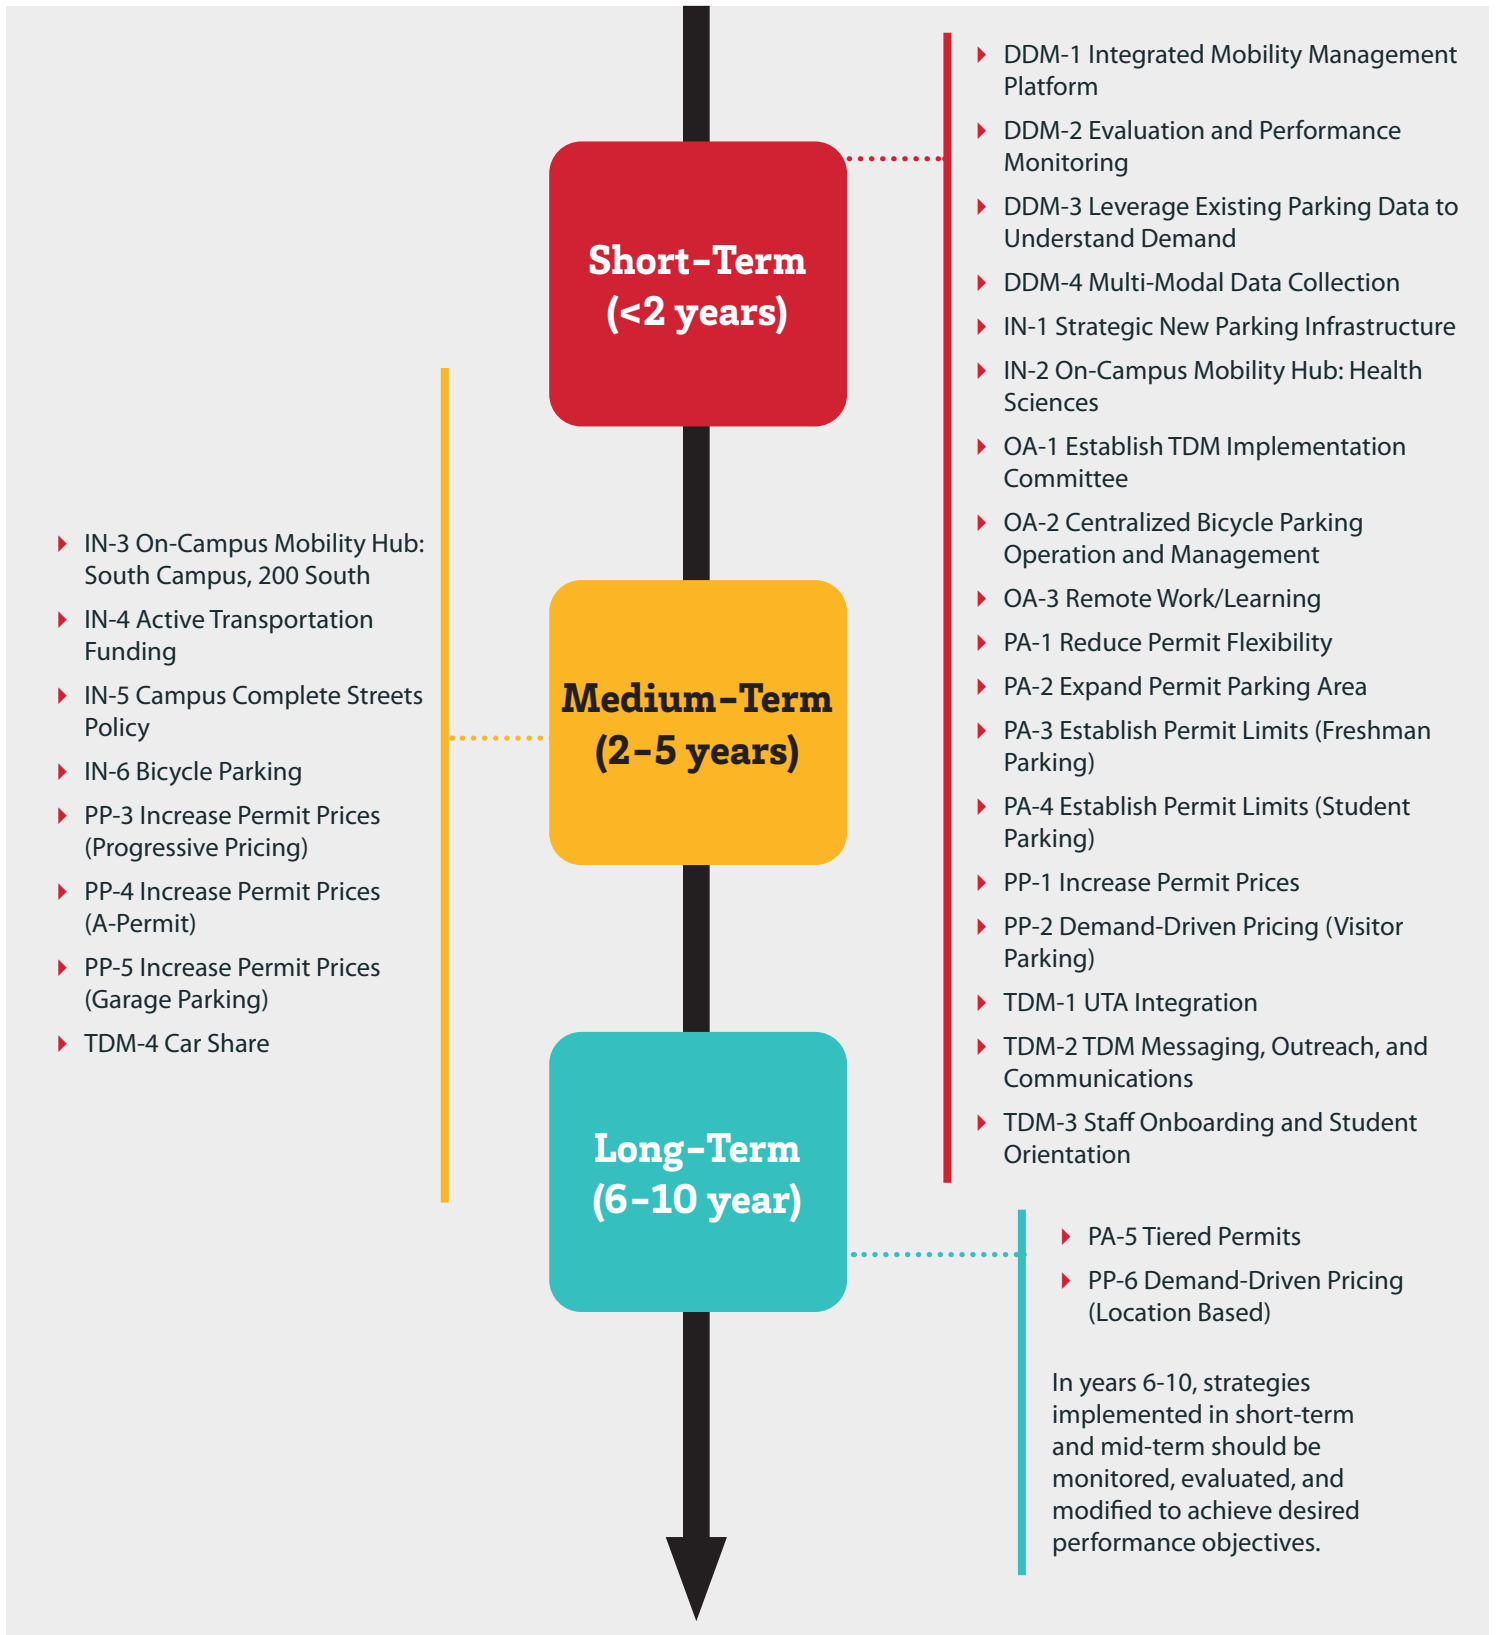 Short-Term
(<2 years)
DDM-1 Integrated Mobility Management
Platform
DDM-2 Evaluation and Performance
Monitoring
DDM-3 Leverage Existing Parking Data to
Understand Demand
DDM-4 Multi-Modal Data Collection
IN-1 Strategic New Parking Infrastructure
IN-2 On-Campus Mobility Hub: Health
Sciences
OA-1 Establish TDM Implementation
Committee
OA-2 Centralized Bicycle Parking
Operation and Management
OA-3 Remote Work/Learning
PA-1 Reduce Permit Flexibility
PA-2 Expand Permit Parking Area
PA-3 Establish Permit Limits (Freshman
Parking)
PA-4 Establish Permit Limits (Student
Parking)
PP-1 Increase Permit Prices
PP-2 Demand-Driven Pricing (Visitor
Parking)
TDM-1 UTA Integration
TDM-2 TDM Messaging, Outreach, and
Communications
TDM-3 Staff Onboarding and Student
Orientation
Medium-Term
(2-5 years)
IN-3 On-Campus Mobility Hub:
South Campus, 200 South
IN-4 Active Transportation
Funding
IN-5 Campus Complete Streets
Policy
IN-6 Bicycle Parking
PP-3 Increase Permit Prices
(Progressive Pricing)
PP-4 Increase Permit Prices
(A-Permit)
PP-5 Increase Permit Prices
(Garage Parking)
TDM-4 Car Share
Long-Term
(6-10 year)
PA-5 Tiered Permits
PP-6 Demand-Driven Pricing
(Location Based)
In years 6-10, strategies
implemented in short-term
and mid-term should be
monitored, evaluated, and
modified to achieve desired
performance objectives.